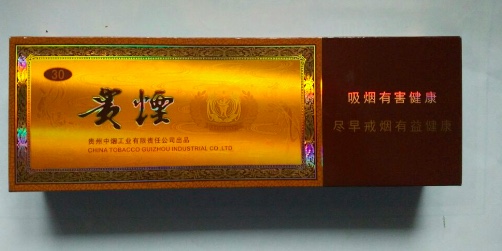 30
贵煙
贵州中烟工业有限责任公司出品
CHINA TOBACCO GUIZHOU INDUSTRIAL CO.,LTD
吸烟有害健康
尽早戒烟有益健康